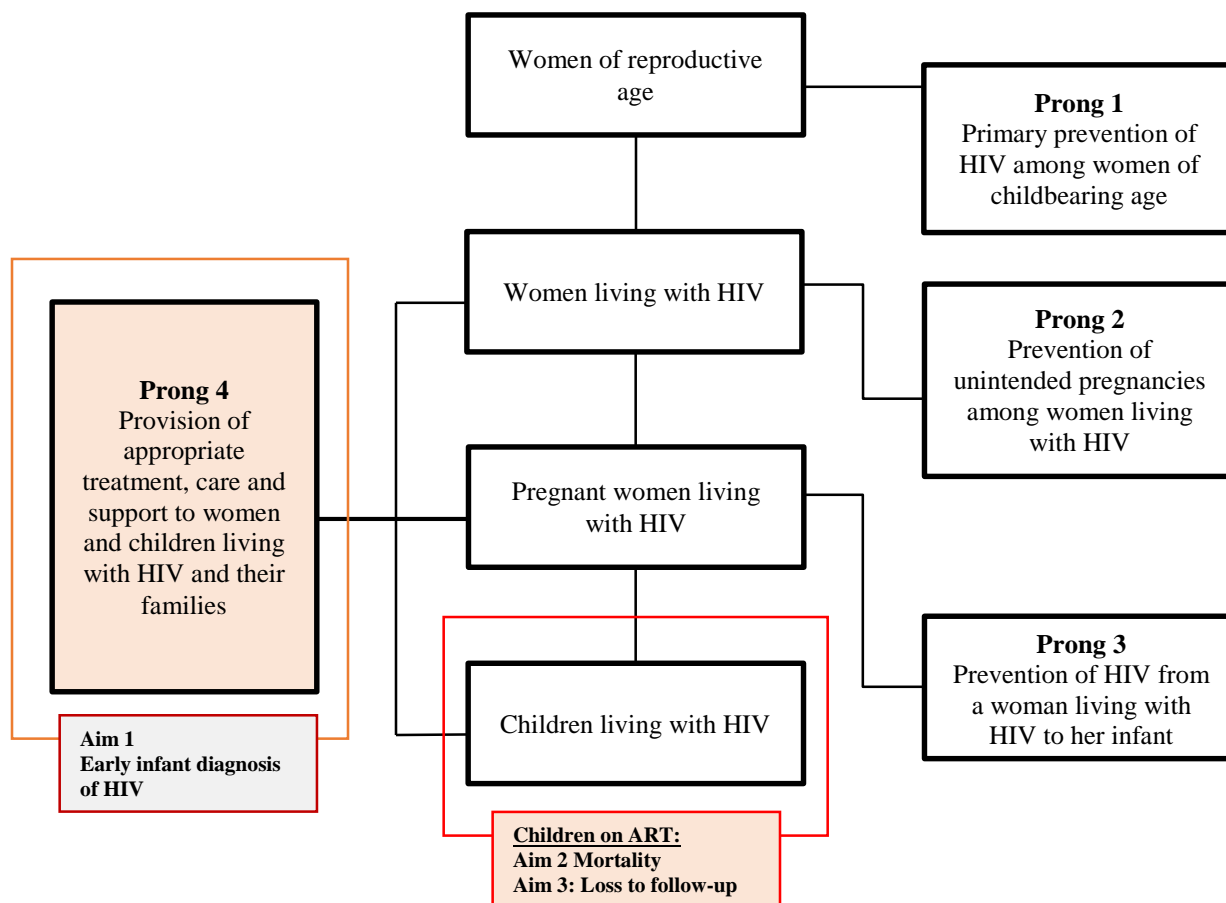 Women of reproductive
age
Prong 1
Primary prevention of
HIV among women of
childbearing age
Women living with HIV
Prong 2
Prevention of
unintended pregnancies
among women living
with HIV
Prong 4
Provision of
appropriate
treatment, care and
support to women
and children living
with HIV and their
families
Pregnant women living
with HIV
Prong 3
Prevention of HIV from
a woman living with
HIV to her infant
Children living with HIV
Aim 1
Early infant diagnosis
of HIV
Children on ART:
Aim 2 Mortality
Aim 3: Loss to follow-up